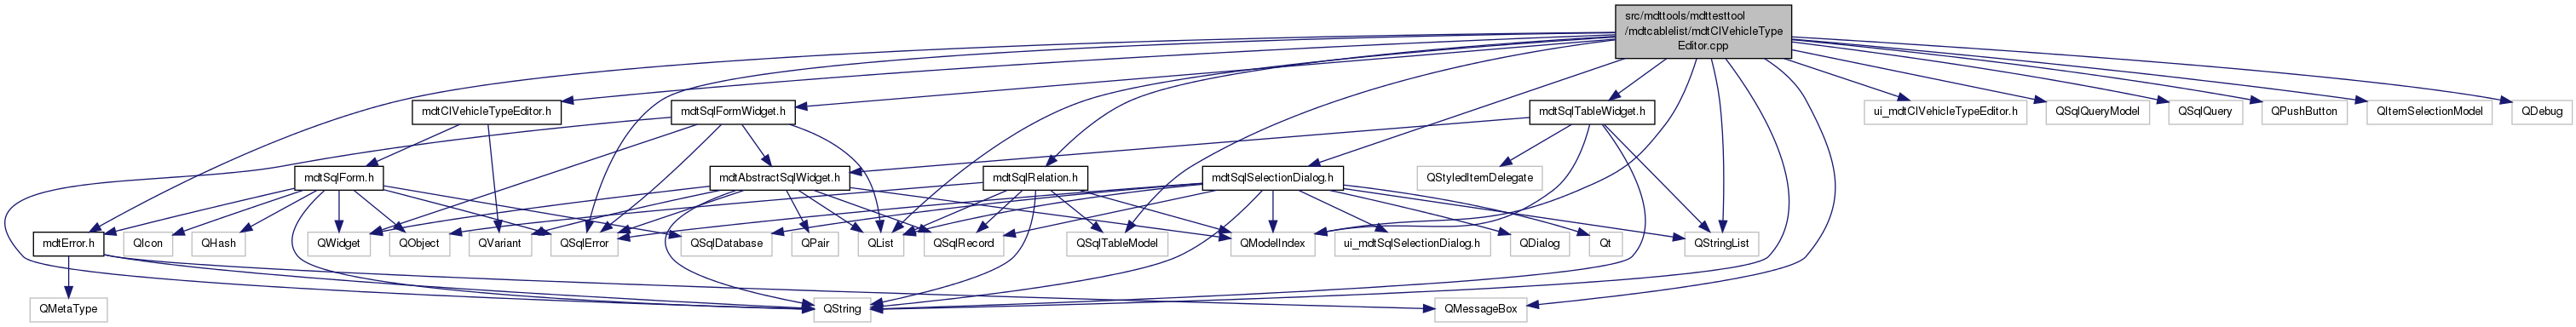 src/mdttools/mdttesttool
/mdtcablelist/mdtClVehicleType
Editor.cpp
mdtClVehicleTypeEditor.h
mdtSqlFormWidget.h
mdtSqlTableWidget.h
ui_mdtClVehicleTypeEditor.h
QSqlQueryModel
QSqlQuery
QPushButton
QItemSelectionModel
QDebug
mdtSqlForm.h
mdtAbstractSqlWidget.h
mdtSqlRelation.h
mdtSqlSelectionDialog.h
QStyledItemDelegate
mdtError.h
QIcon
QHash
QWidget
QObject
QVariant
QSqlError
QSqlDatabase
QPair
QList
QSqlRecord
QSqlTableModel
QModelIndex
ui_mdtSqlSelectionDialog.h
QDialog
Qt
QStringList
QMetaType
QString
QMessageBox